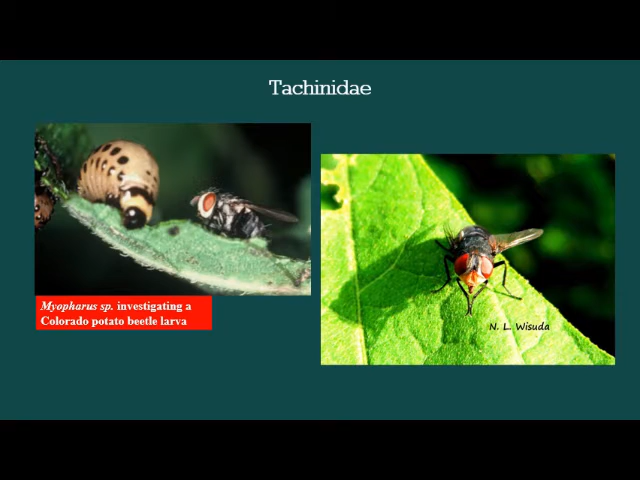 Tachinidae
Myopharus sp. investigating a
Colorado potato beetle larva
N. L. Wisuda